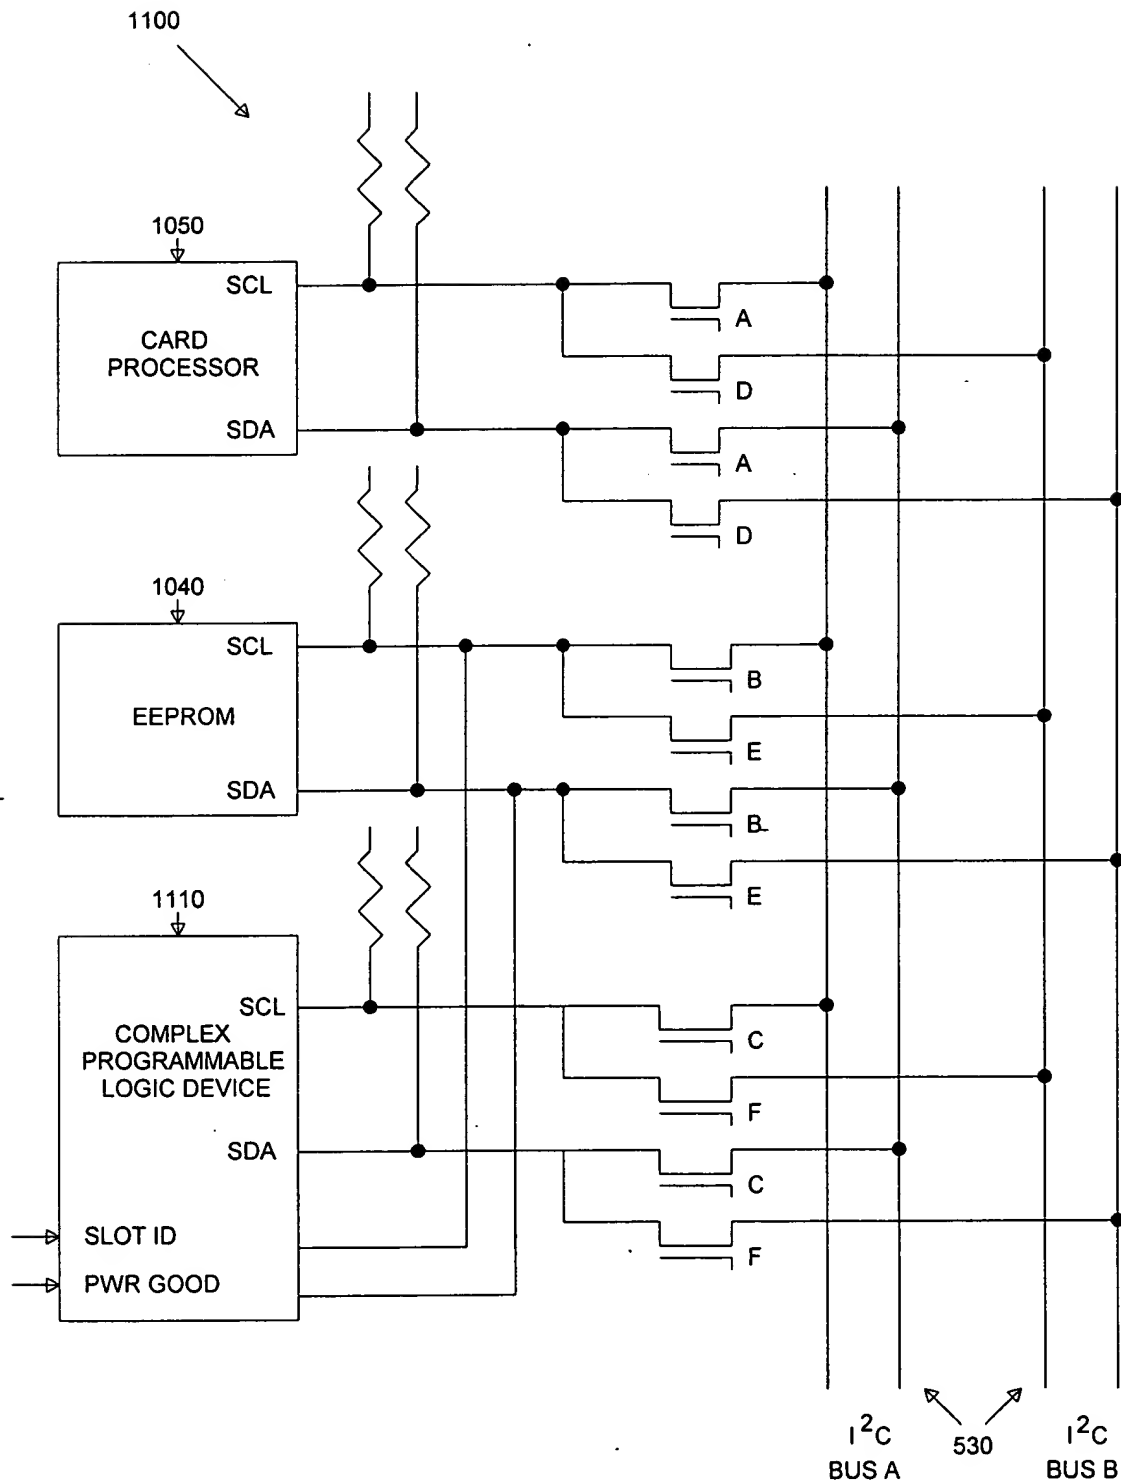 1100
1050
SCL
A
CARD
PROCESSOR
D
SDA
A
D
1040
SCL
B
EEPROM
E
SDA
B
E
1110
SCL
C
COMPLEX
PROGRAMMABLE
LOGIC DEVICE
F
SDA
C
SLOT ID
F
PWR GOOD
I²C
BUS A
530
I²C
BUS B